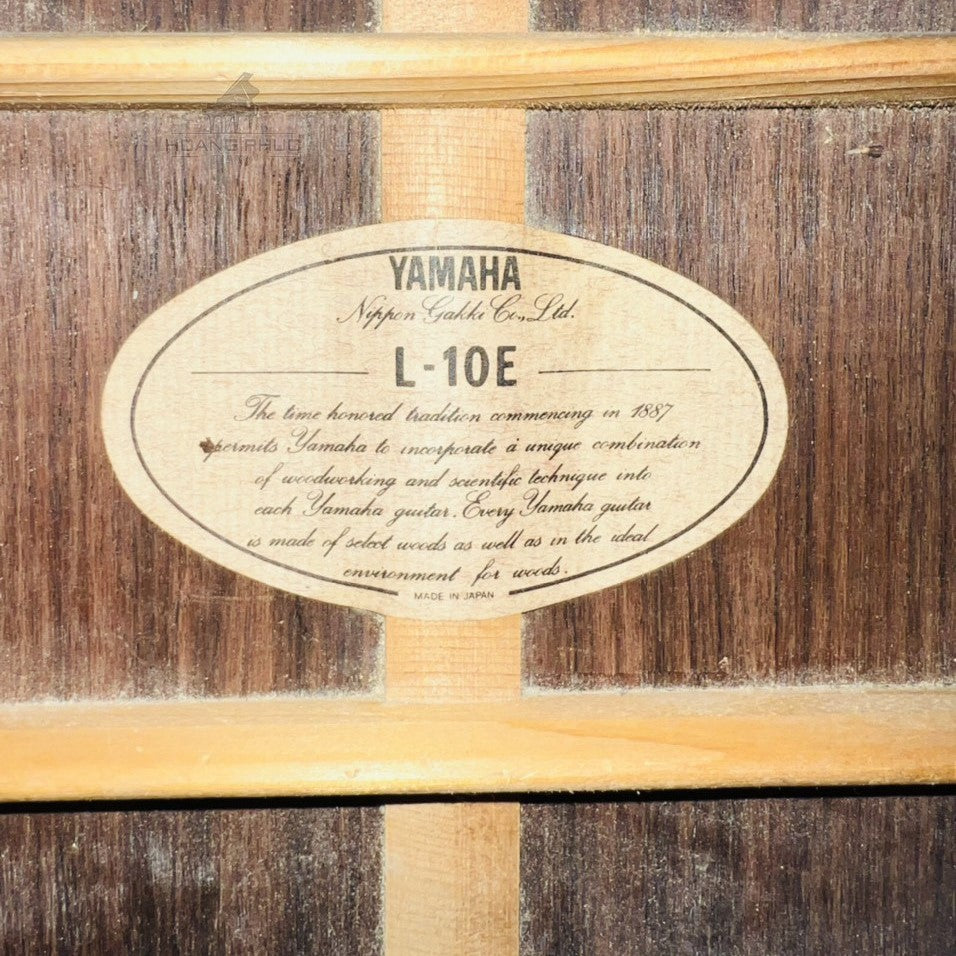 HOANG PHUC
YAMAHA
Nippon Gakki Co., Ltd.
L-10E
The time honored tradition commencing in 1887
permits Yamaha to incorporate a unique combination
of woodworking and scientific technique into
each Yamaha guitar. Every Yamaha guitar
is made of select woods as well as in the ideal
environment for woods.
MADE IN JAPAN